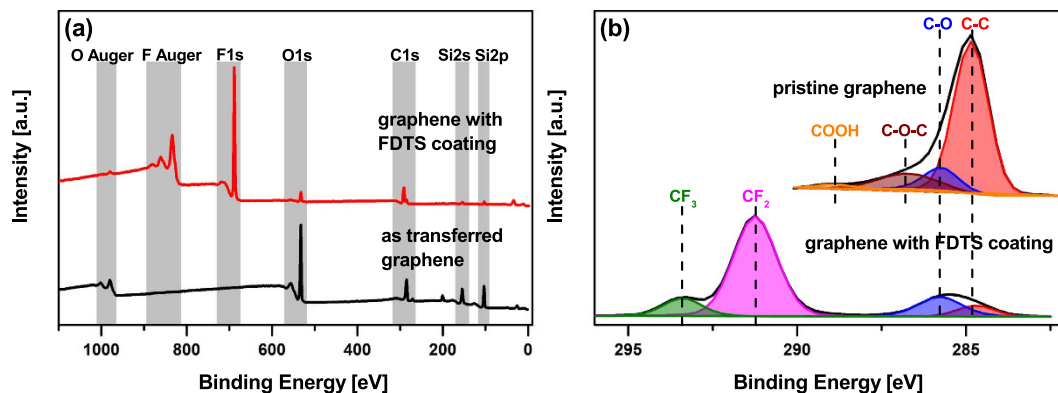 (a)
O Auger F Auger F1s O1s C1s Si2s Si2p
graphene with
FDTS coating
as transferred
graphene
Intensity [a.u.]
1000 800 600 400 200 0
Binding Energy [eV]
(b)
C-O C-C
pristine graphene
COOH C-O-C
CF3 CF2
graphene with FDTS coating
Intensity [a.u.]
295 290 285
Binding Energy [eV]